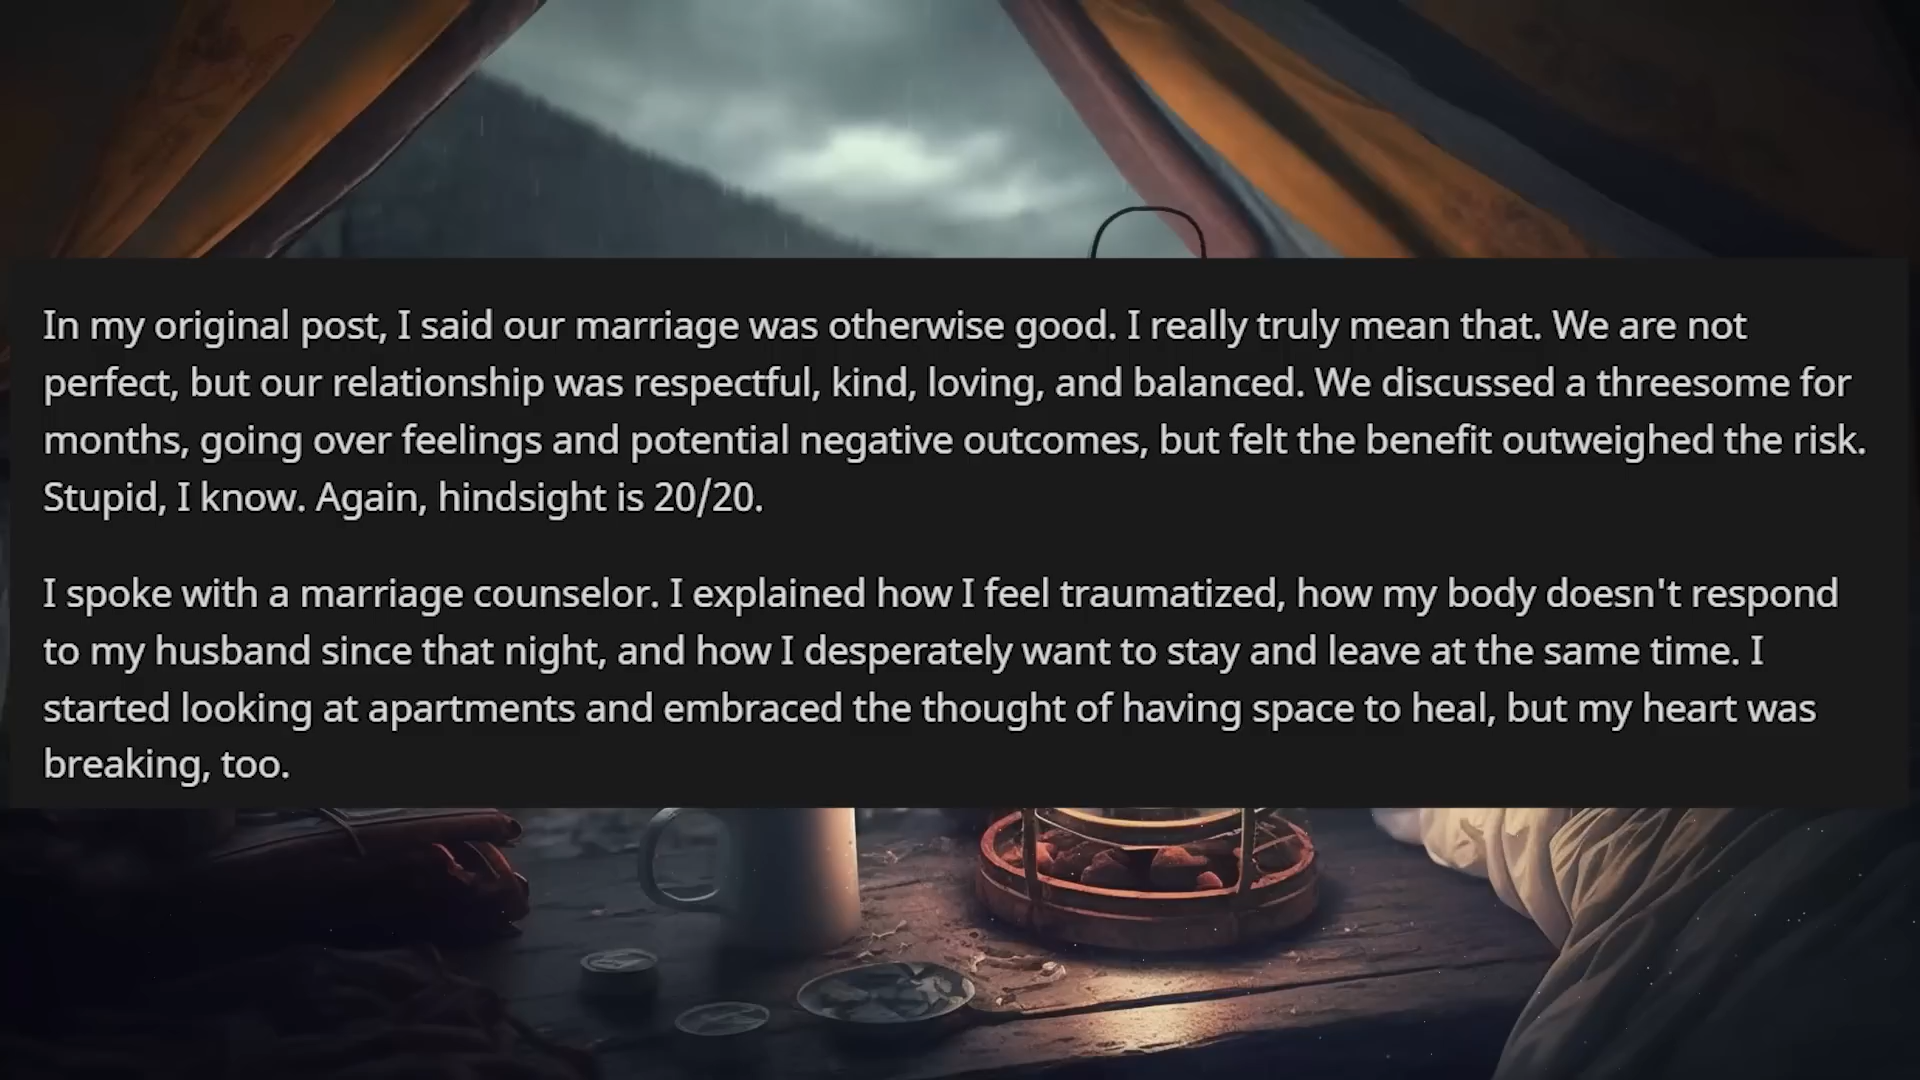 In my original post, I said our marriage was otherwise good. I really truly mean that. We are not
perfect, but our relationship was respectful, kind, loving, and balanced. We discussed a threesome for
months, going over feelings and potential negative outcomes, but felt the benefit outweighed the risk.
Stupid, I know. Again, hindsight is 20/20.
I spoke with a marriage counselor. I explained how I feel traumatized, how my body doesn't respond
to my husband since that night, and how I desperately want to stay and leave at the same time. I
started looking at apartments and embraced the thought of having space to heal, but my heart was
breaking, too.